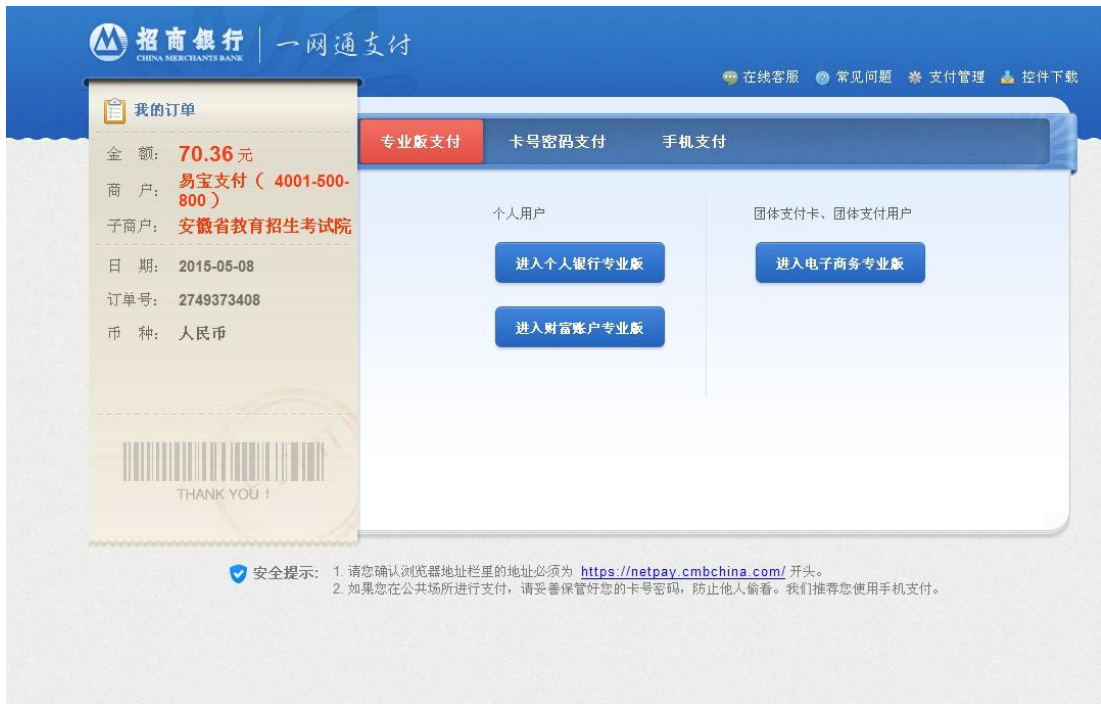 招商银行 一网通支付
CHINA MERCHANTS BANK
在线客服 常见问题 支付管理 控件下载
我的订单
专业版支付 卡号密码支付 手机支付
金 额: 70.36 元
商 户: 易宝支付( 4001-500-
800 )
子商户: 安徽省教育招生考试院
日 期: 2015-05-08
订单号: 2749373408
币 种: 人民币
THANK YOU !
个人用户
进入个人银行专业版
进入财富账户专业版
团体支付卡、团体支付用户
进入电子商务专业版
安全提示: 1. 请您确认浏览器地址栏里的地址必须为 https://netpay.cmbchina.com/ 开头。
2. 如果您在公共场所进行支付，请妥善保管好您的卡号密码，防止他人偷看。我们推荐您使用手机支付。